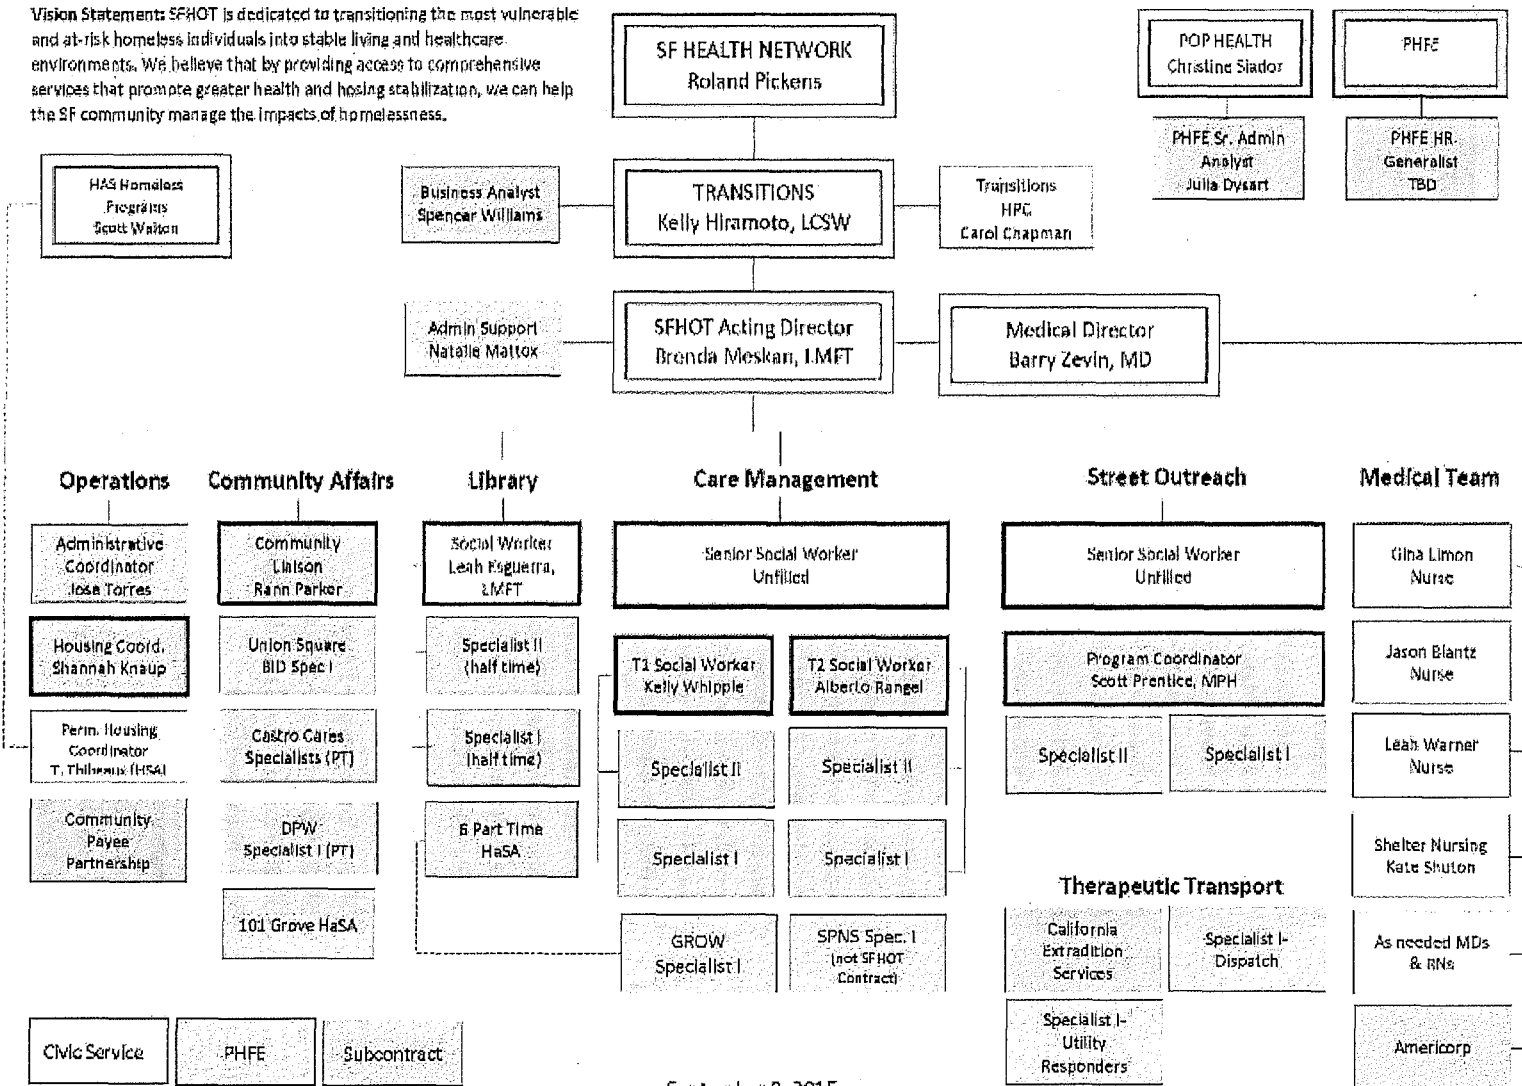 Vision Statement: SFHOT is dedicated to transitioning the most vulnerable
and at-risk homeless individuals into stable living and healthcare
environments. We believe that by providing access to comprehensive
services that promote greater health and hosing stabilization, we can help
the SF community manage the impacts of homelessness.
SF HEALTH NETWORK
Roland Pickens
POP HEALTH
Christine Siador
PHFE
PHFE Sr. Admin
Analyst
Julia Dysart
PHFE HR
Generalist
TBD
HAS Homeless
Programs
Scott Walton
Business Analyst
Spencer Williams
TRANSITIONS
Kelly Hiramoto, LCSW
Transitions
HPC
Carol Chapman
Admin Support
Natalie Mattox
SFHOT Acting Director
Brenda Meskan, LMFT
Medical Director
Barry Zevin, MD
Operations
Administrative
Coordinator
Jose Torres
Housing Coord.
Shannah Knaup
Perm. Housing
Coordinator
T. Thibeaux (HSA)
Community
Payee
Partnership
Community Affairs
Community
Liaison
Rann Parker
Union Square
BID Spec I
Castro Cares
Specialists (PT)
DPW
Specialist I (PT)
101 Grove HaSA
Library
Social Worker
Leah Esguerra,
LMFT
Specialist II
(half time)
Specialist I
(half time)
6 Part Time
HaSA
Care Management
Senior Social Worker
Unfilled
T1 Social Worker
Kelly Whipple
T2 Social Worker
Alberto Rangel
Specialist II
Specialist II
Specialist I
Specialist I
GROW
Specialist I
SPNS Spec. I
(not SFHOT
Contract)
Street Outreach
Senior Social Worker
Unfilled
Program Coordinator
Scott Prentice, MPH
Specialist II
Specialist I
Therapeutic Transport
California
Extradition
Services
Specialist I-
Dispatch
Specialist I-
Utility
Responders
Medical Team
Gina Limon
Nurse
Jason Blantz
Nurse
Leah Warner
Nurse
Shelter Nursing
Kate Shuton
As needed MDs
& RNs
Americorp
Civic Service
PHFE
Subcontract
2015